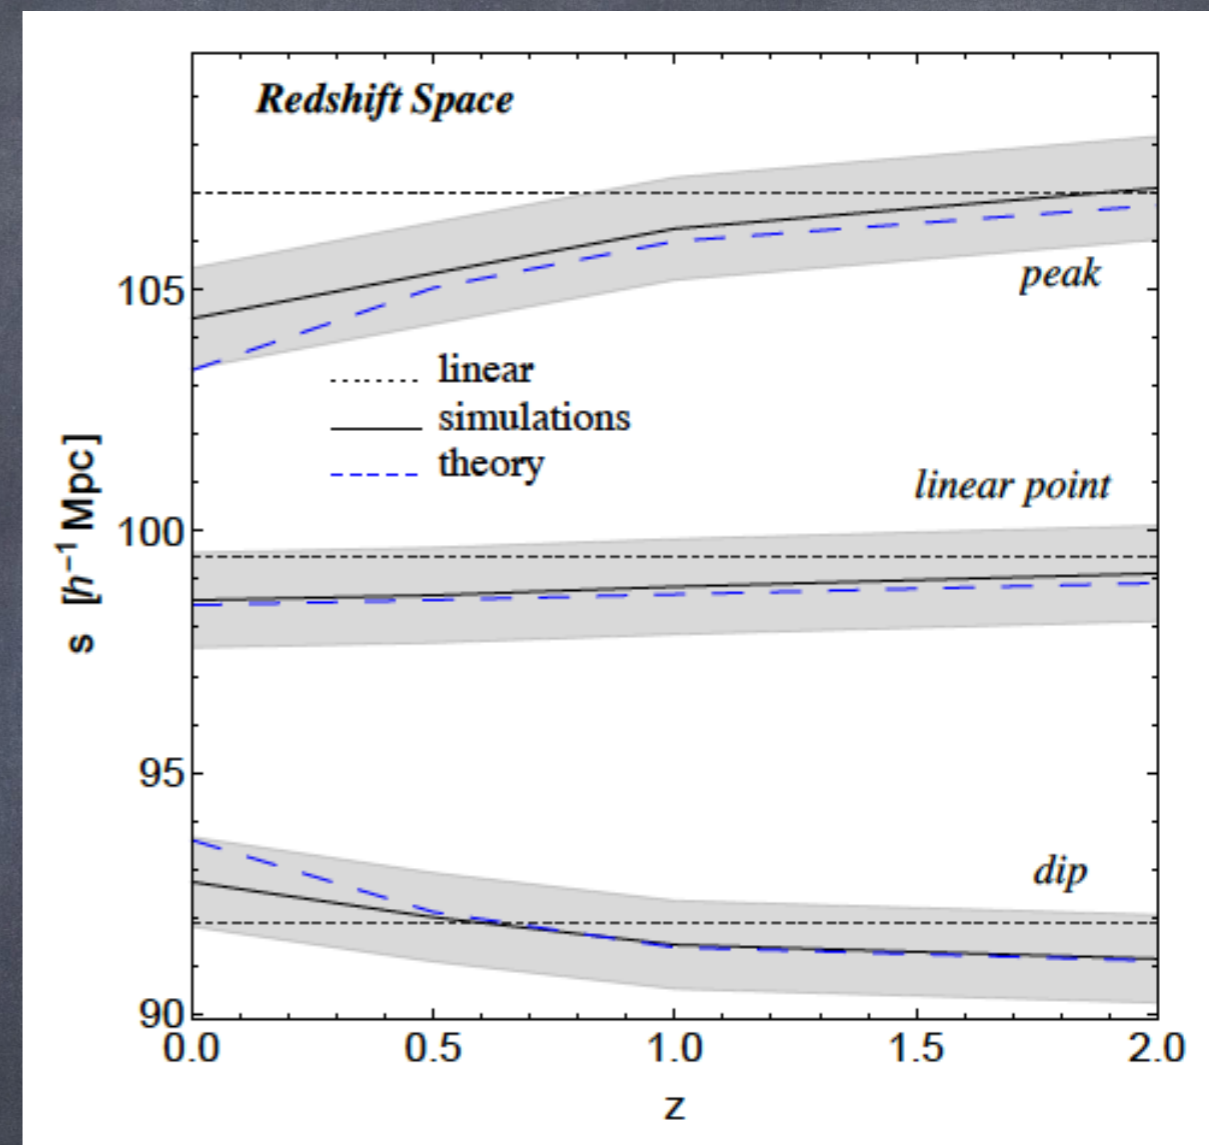 Redshift Space
105
peak
linear
simulations
theory
linear point
100
s [h⁻¹ Mpc]
95
dip
90
0.0 0.5 1.0 1.5 2.0
z